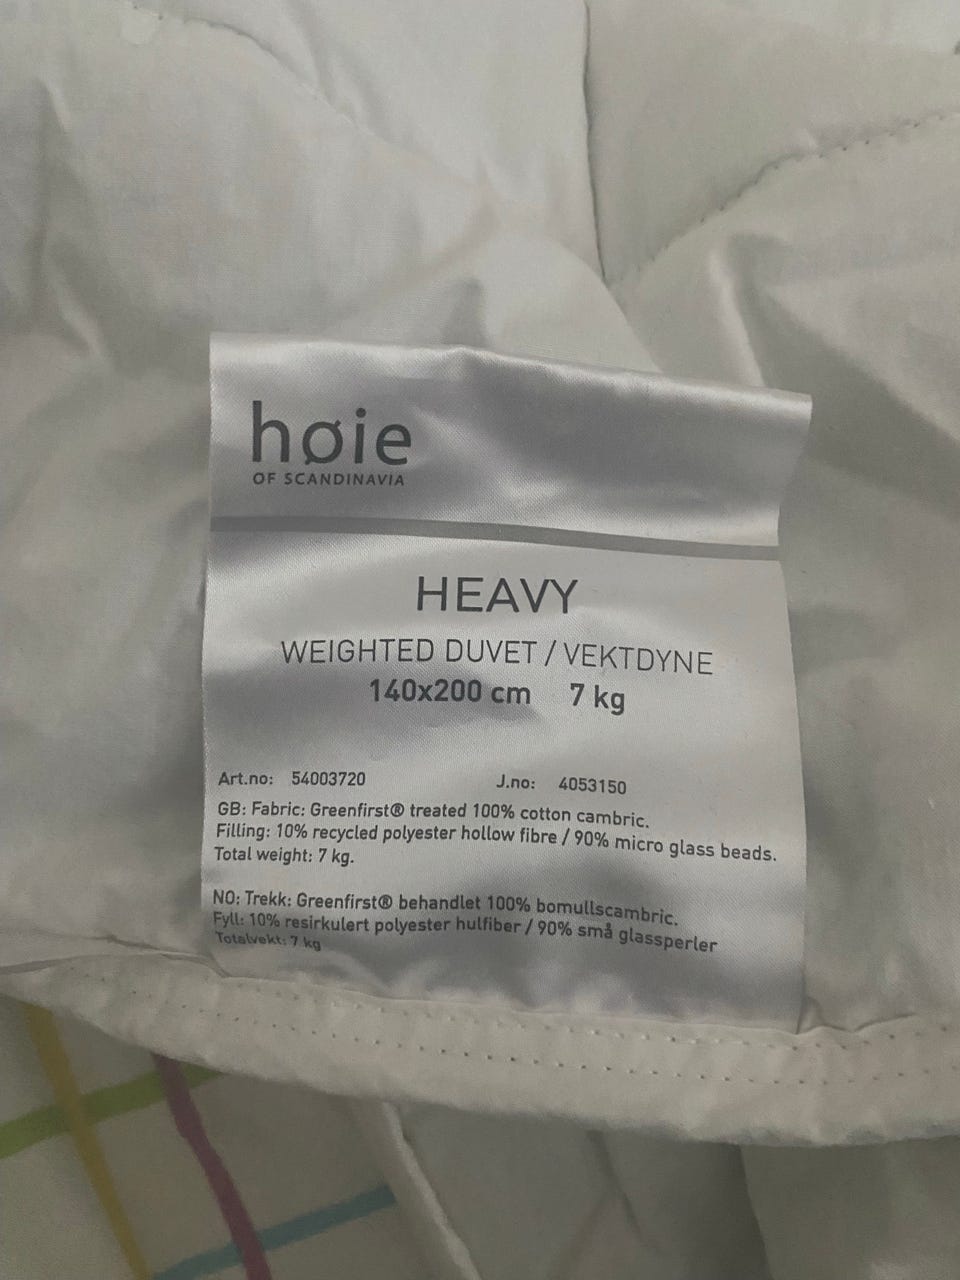 høie
OF SCANDINAVIA
HEAVY
WEIGHTED DUVET / VEKTDYNE
140x200 cm 7 kg
Art.no: 54003720 J.no: 4053150
GB: Fabric: Greenfirst® treated 100% cotton cambric.
Filling: 10% recycled polyester hollow fibre / 90% micro glass beads.
Total weight: 7 kg.
NO: Trekk: Greenfirst® behandlet 100% bomullscambric.
Fyll: 10% resirkulert polyester hulfiber / 90% små glassperler
Totalvekt: 7 kg